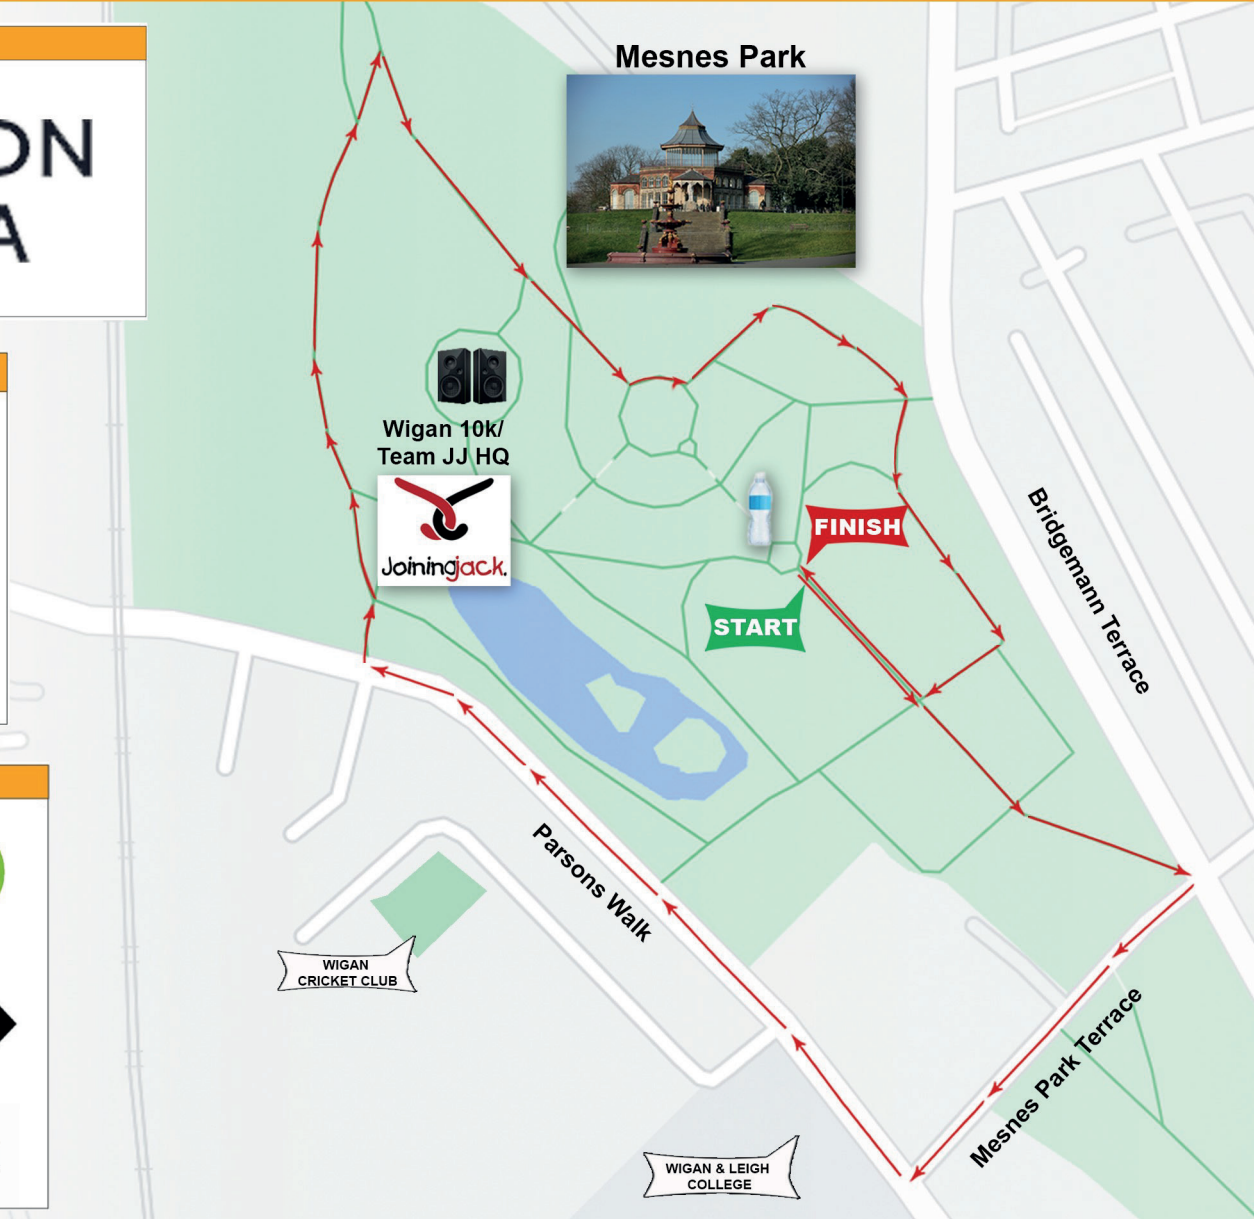 Mesnes Park
Wigan 10k/
Team JJ HQ
Joiningjack.
FINISH
START
Bridgemann Terrace
Parsons Walk
WIGAN
CRICKET CLUB
Mesnes Park Terrace
WIGAN & LEIGH
COLLEGE